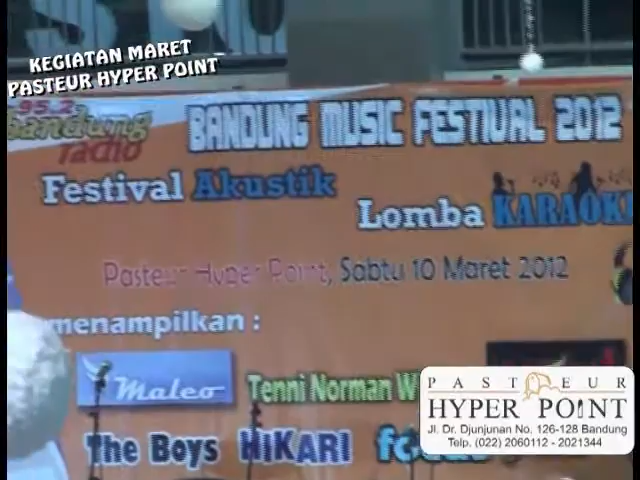 KEGIATAN MARET
PASTEUR HYPER POINT
95.2
bandung
radio
BANDUNG MUSIC FESTIVAL 2012
Festival Akustik
Lomba KARAOKE
Pasteur Hyper Point, Sabtu 10 Maret 2012
menampilkan :
Maleo
Tenni Norman
The Boys HIKARI
PASTEUR
HYPER POINT
Jl. Dr. Djunjunan No. 126-128 Bandung
Telp. (022) 2060112 - 2021344